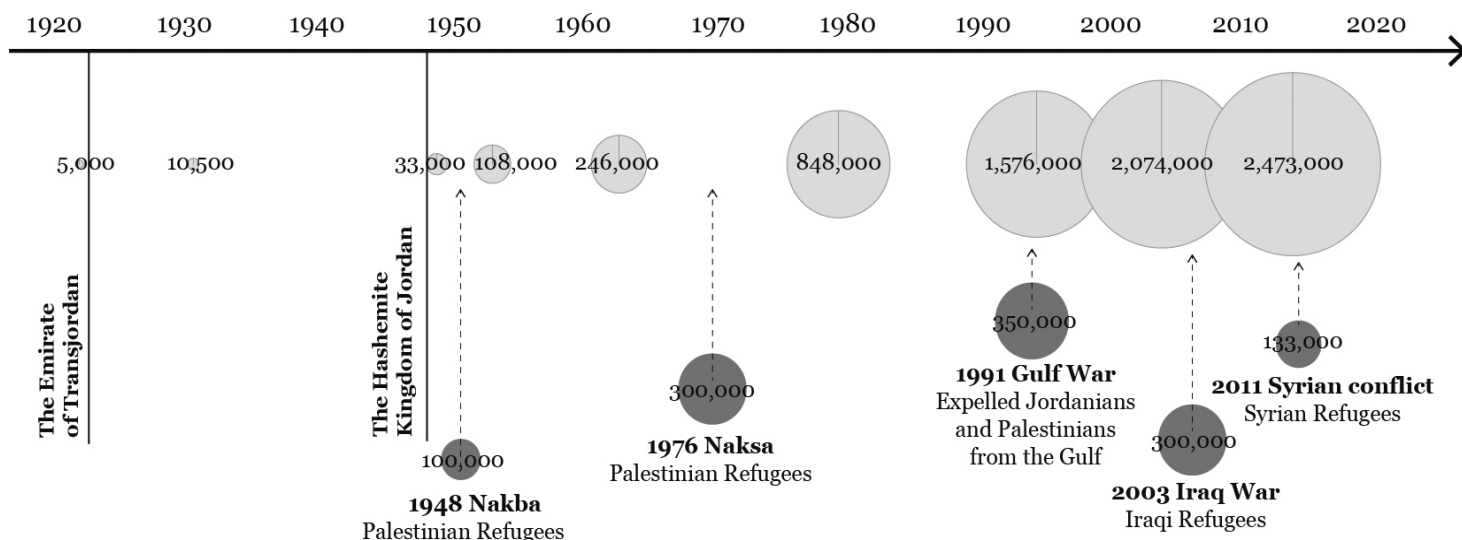 1920 1930 1940 1950 1960 1970 1980 1990 2000 2010 2020
5,000 10,500 33,000 108,000 246,000 848,000 1,576,000 2,074,000 2,473,000
The Emirate
of Transjordan
The Hashemite
Kingdom of Jordan
100,000
1948 Nakba
Palestinian Refugees
300,000
1976 Naksa
Palestinian Refugees
350,000
1991 Gulf War
Expelled Jordanians
and Palestinians
from the Gulf
300,000
2003 Iraq War
Iraqi Refugees
133,000
2011 Syrian conflict
Syrian Refugees